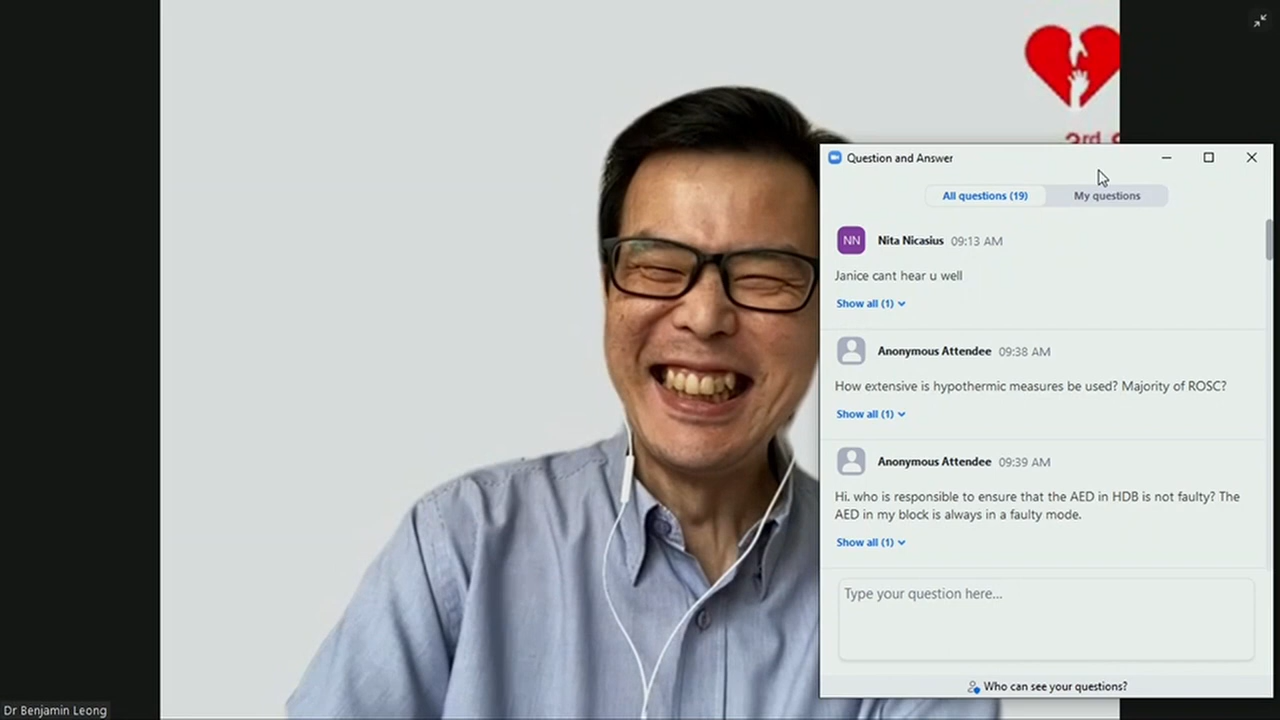 3rd S
Question and Answer
All questions (19)
My questions
NN
Nita Nicasius 09:13 AM
Janice cant hear u well
Show all (1)
Anonymous Attendee 09:38 AM
How extensive is hypothermic measures be used? Majority of ROSC?
Show all (1)
Anonymous Attendee 09:39 AM
Hi. who is responsible to ensure that the AED in HDB is not faulty? The
AED in my block is always in a faulty mode.
Show all (1)
Type your question here...
Who can see your questions?
Dr Benjamin Leong